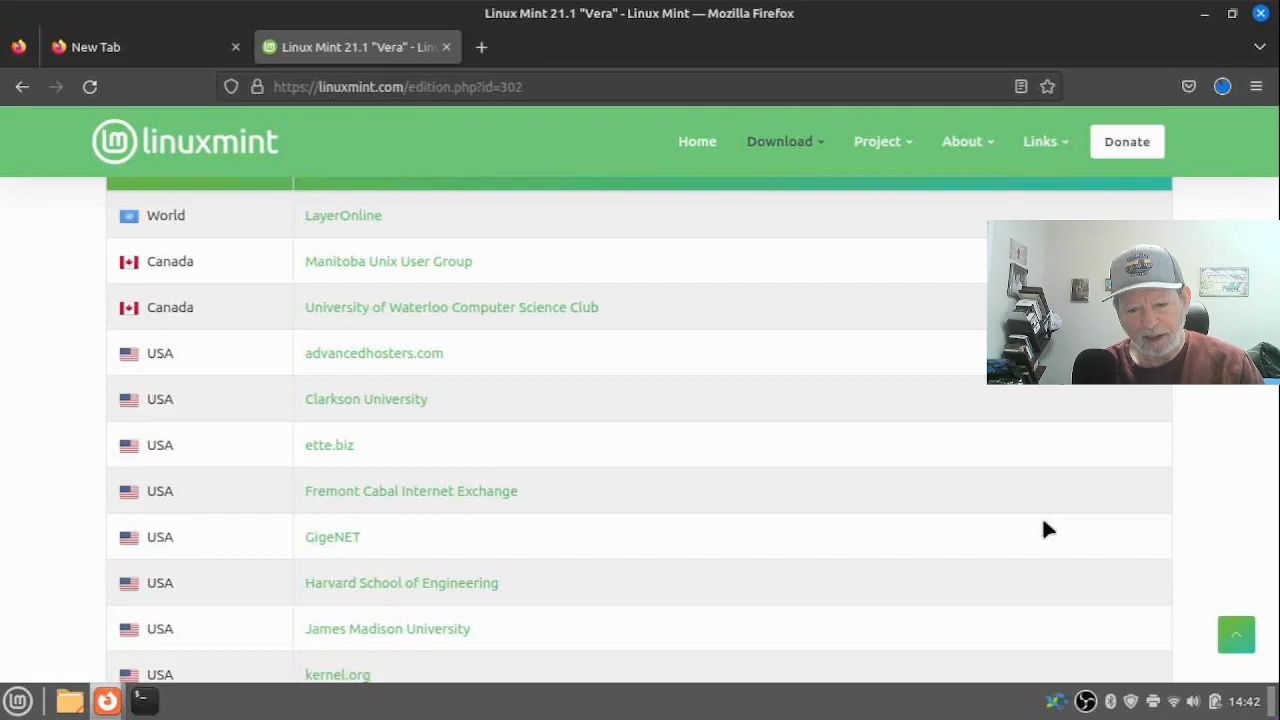 Linux Mint 21.1 "Vera" - Linux Mint — Mozilla Firefox
New Tab
Linux Mint 21.1 "Vera" - Lin
https://linuxmint.com/edition.php?id=302
linuxmint
Home
Download
Project
About
Links
Donate
World LayerOnline
Canada Manitoba Unix User Group
Canada University of Waterloo Computer Science Club
USA advancedhosters.com
USA Clarkson University
USA ette.biz
USA Fremont Cabal Internet Exchange
USA GigeNET
USA Harvard School of Engineering
USA James Madison University
USA kernel.org
14:42